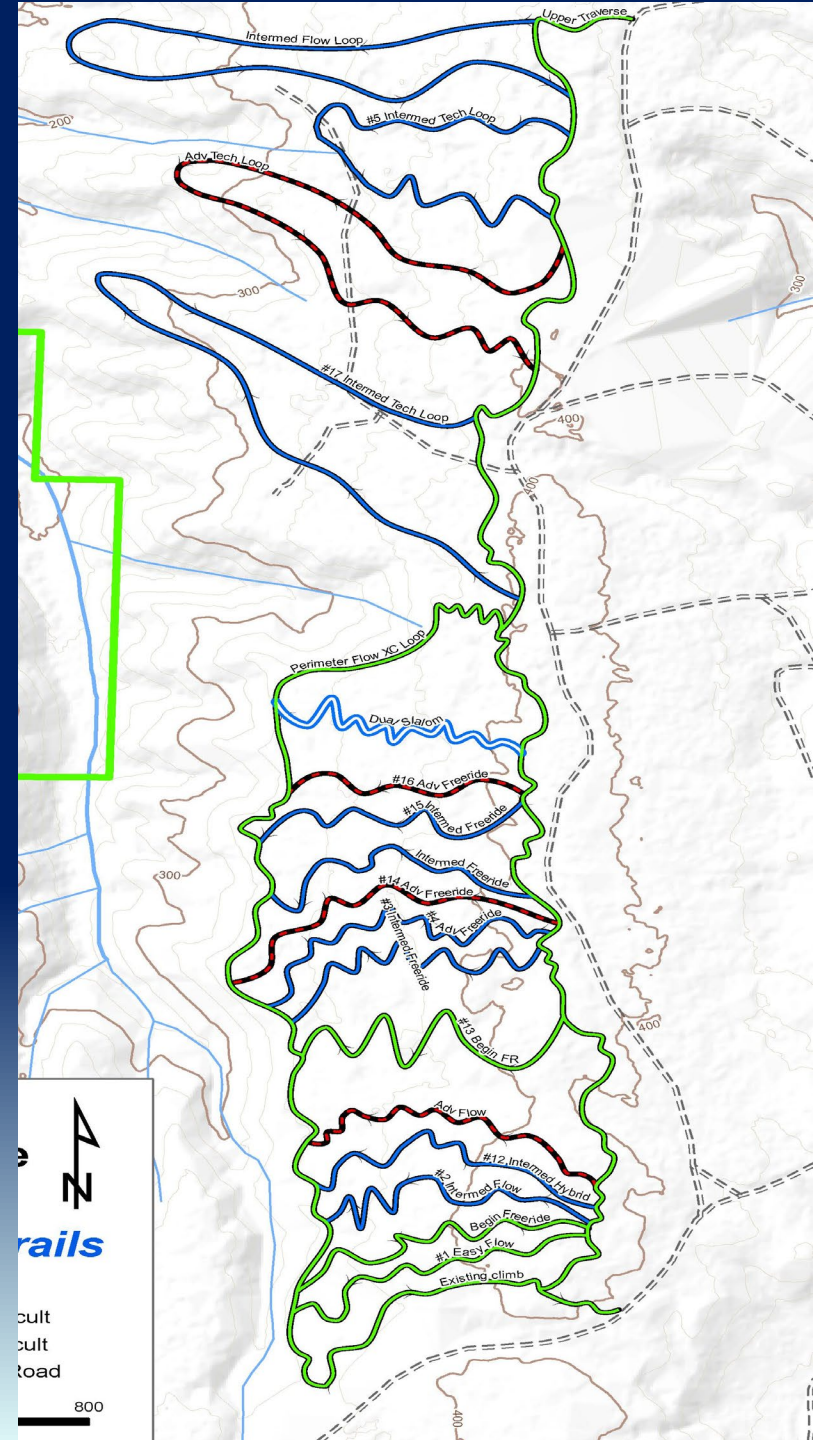 Upper Traverse
Intermed Flow Loop
#5 Intermed Tech Loop
200
Adv Tech Loop
300
300
#17 Intermed Tech Loop
400
400
Perimeter Flow XC Loop
Dual Slalom
#16 Adv Freeride
#15 Intermed Freeride
Intermed Freeride
300
#14 Adv Freeride
#3 Intermed Freeride
#4 Adv Freeride
400
#13 Begin FR
Adv Flow
#12 Intermed Hybrid
#2 Intermed Flow
Begin Freeride
#1 Easy Flow
Existing climb
e
N
rails
cult
cult
Road
800
400